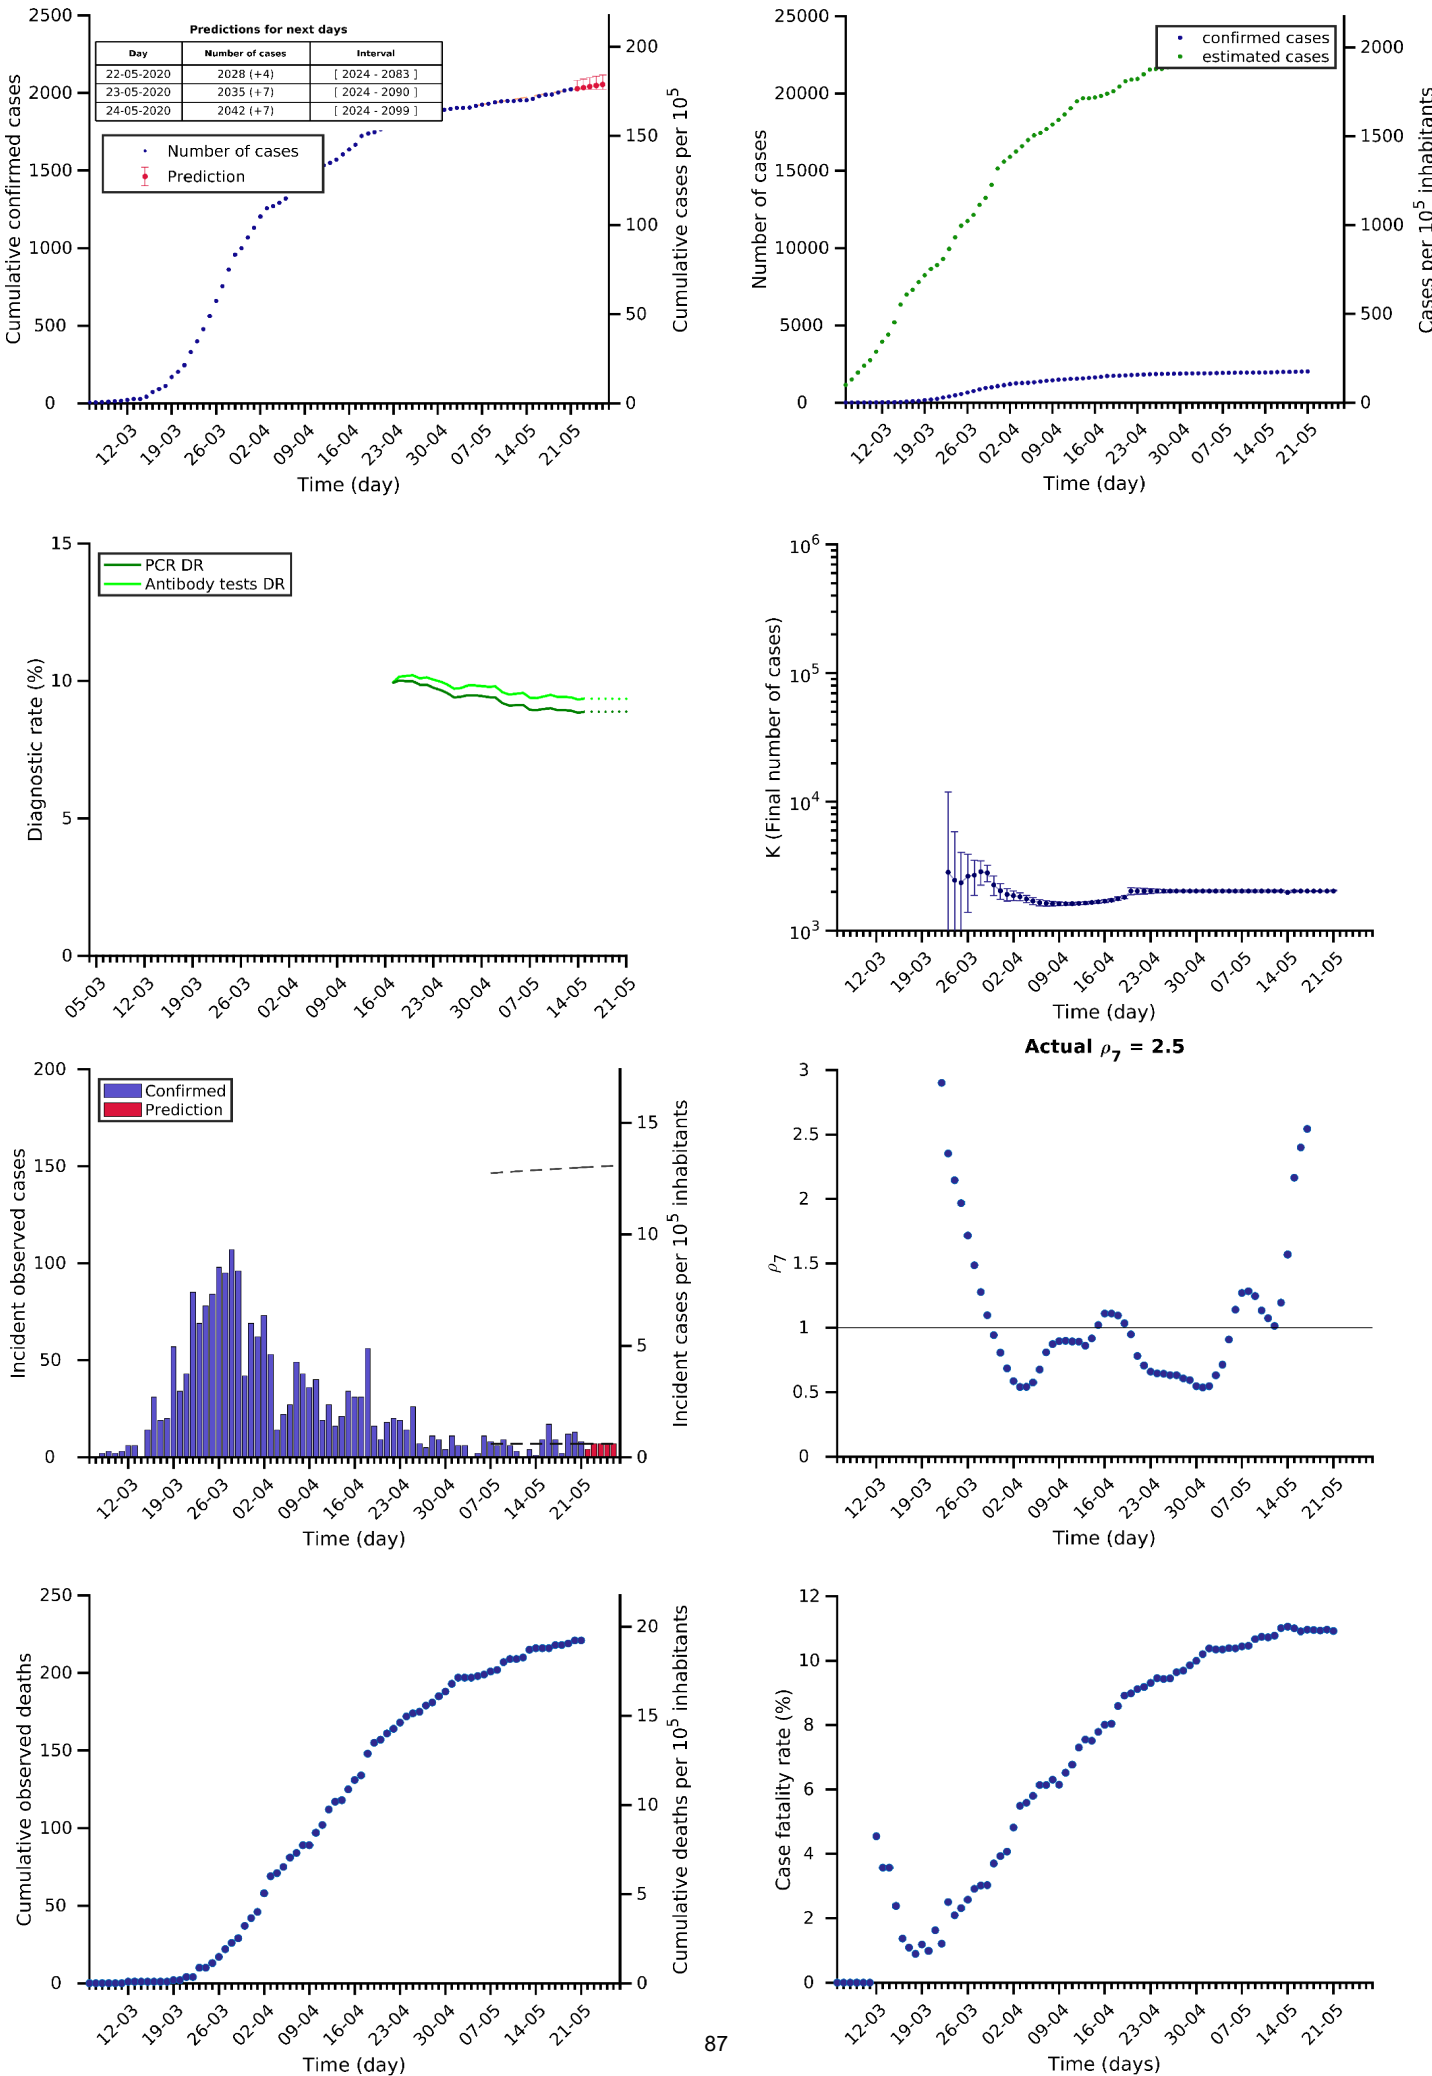 Predictions for next days
Day Number of cases Interval
22-05-2020 2028 (+4) [ 2024 - 2083 ]
23-05-2020 2035 (+7) [ 2024 - 2090 ]
24-05-2020 2042 (+7) [ 2024 - 2099 ]
Number of cases
Prediction
Cumulative confirmed cases
2500
2000
1500
1000
500
0
200
150
100
50
0
Cumulative cases per 10^5
12-03 19-03 26-03 02-04 09-04 16-04 23-04 30-04 07-05 14-05 21-05
Time (day)
confirmed cases
estimated cases
Number of cases
25000
20000
15000
10000
5000
0
2000
1500
1000
500
0
Cases per 10^5 inhabitants
12-03 19-03 26-03 02-04 09-04 16-04 23-04 30-04 07-05 14-05 21-05
Time (day)
PCR DR
Antibody tests DR
Diagnostic rate (%)
15
10
5
0
05-03 12-03 19-03 26-03 02-04 09-04 16-04 23-04 30-04 07-05 14-05 21-05
K (Final number of cases)
10^6
10^5
10^4
10^3
12-03 19-03 26-03 02-04 09-04 16-04 23-04 30-04 07-05 14-05 21-05
Time (day)
Confirmed
Prediction
Incident observed cases
200
150
100
50
0
15
10
5
0
Incident cases per 10^5 inhabitants
12-03 19-03 26-03 02-04 09-04 16-04 23-04 30-04 07-05 14-05 21-05
Time (day)
Actual ρ7 = 2.5
ρ7
3
2.5
2
1.5
1
0.5
0
12-03 19-03 26-03 02-04 09-04 16-04 23-04 30-04 07-05 14-05 21-05
Time (day)
Cumulative observed deaths
250
200
150
100
50
0
20
15
10
5
0
Cumulative deaths per 10^5 inhabitants
12-03 19-03 26-03 02-04 09-04 16-04 23-04 30-04 07-05 14-05 21-05
Time (day)
Case fatality rate (%)
12
10
8
6
4
2
0
12-03 19-03 26-03 02-04 09-04 16-04 23-04 30-04 07-05 14-05 21-05
Time (days)
87